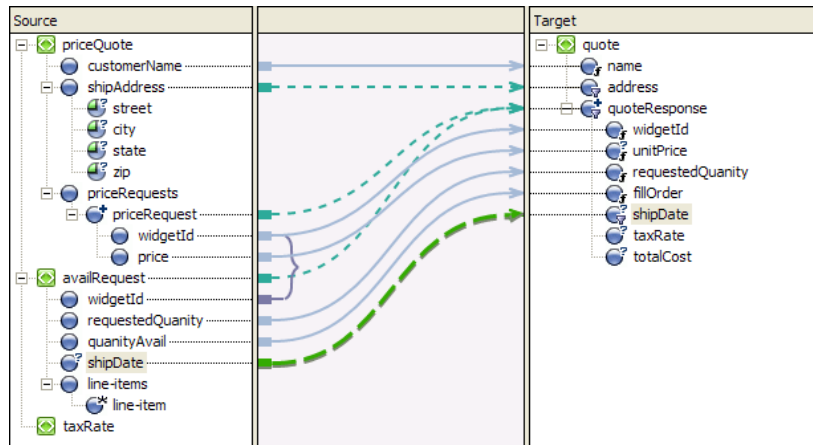 Source
priceQuote
customerName
shipAddress
street
city
state
zip
priceRequests
priceRequest
widgetId
price
availRequest
widgetId
requestedQuanity
quanityAvail
shipDate
line-items
line-item
taxRate
Target
quote
name
address
quoteResponse
widgetId
unitPrice
requestedQuanity
fillOrder
shipDate
taxRate
totalCost